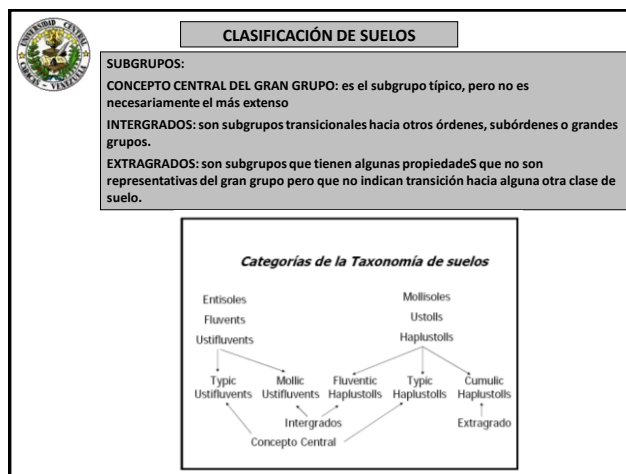 UNIVERSIDAD CENTRAL
CARACAS - VENEZUELA
CLASIFICACIÓN DE SUELOS
SUBGRUPOS:
CONCEPTO CENTRAL DEL GRAN GRUPO: es el subgrupo típico, pero no es
necesariamente el más extenso
INTERGRADOS: son subgrupos transicionales hacia otros órdenes, subórdenes o grandes
grupos.
EXTRAGRADOS: son subgrupos que tienen algunas propiedadeS que no son
representativas del gran grupo pero que no indican transición hacia alguna otra clase de
suelo.
Categorías de la Taxonomía de suelos
Entisoles
Fluvents
Ustifluvents
Mollisoles
Ustolls
Haplustolls
Typic Mollic Fluventic Typic Cumulic
Ustifluvents Ustifluvents Haplustolls Haplustolls Haplustolls
Intergrados Extragrado
Concepto Central